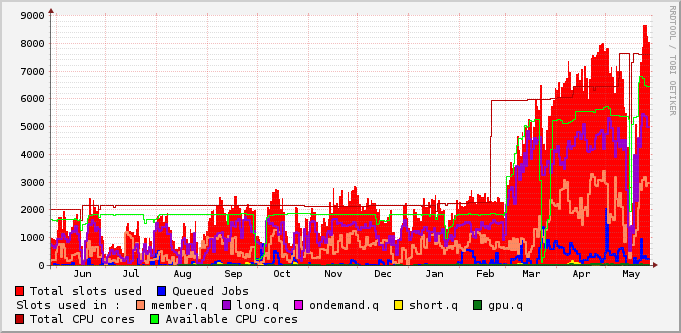 9000
8000
7000
6000
5000
4000
3000
2000
1000
0
Jun Jul Aug Sep Oct Nov Dec Jan Feb Mar Apr May
RRDTOOL / TOBI OETIKER
Total slots used Queued Jobs
Slots used in : member.q long.q ondemand.q short.q gpu.q
Total CPU cores Available CPU cores